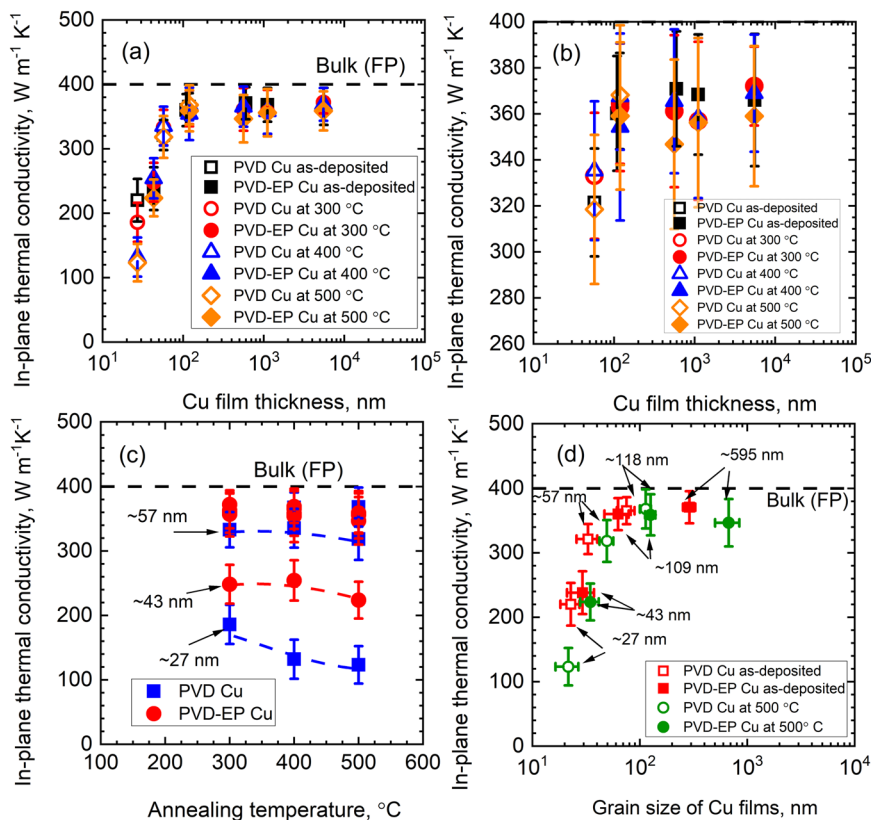 (a)
Bulk (FP)
In-plane thermal conductivity, W m⁻¹ K⁻¹
500
400
300
200
100
0
PVD Cu as-deposited
PVD-EP Cu as-deposited
PVD Cu at 300 °C
PVD-EP Cu at 300 °C
PVD Cu at 400 °C
PVD-EP Cu at 400 °C
PVD Cu at 500 °C
PVD-EP Cu at 500 °C
10¹ 10² 10³ 10⁴ 10⁵
Cu film thickness, nm
(b)
In-plane thermal conductivity, W m⁻¹ K⁻¹
400
380
360
340
320
300
280
260
PVD Cu as-deposited
PVD-EP Cu as-deposited
PVD Cu at 300 °C
PVD-EP Cu at 300 °C
PVD Cu at 400 °C
PVD-EP Cu at 400 °C
PVD Cu at 500 °C
PVD-EP Cu at 500 °C
10¹ 10² 10³ 10⁴ 10⁵
Cu film thickness, nm
(c)
Bulk (FP)
In-plane thermal conductivity, W m⁻¹K⁻¹
500
400
300
200
100
0
~57 nm
~43 nm
~27 nm
PVD Cu
PVD-EP Cu
100 200 300 400 500 600
Annealing temperature, °C
(d)
In-plane thermal conductivity, W m⁻¹ K⁻¹
500
400
300
200
100
0
~118 nm
~595 nm
~57 nm
Bulk (FP)
~109 nm
~43 nm
~27 nm
PVD Cu as-deposited
PVD-EP Cu as-deposited
PVD Cu at 500 °C
PVD-EP Cu at 500° C
10¹ 10² 10³ 10⁴
Grain size of Cu films, nm